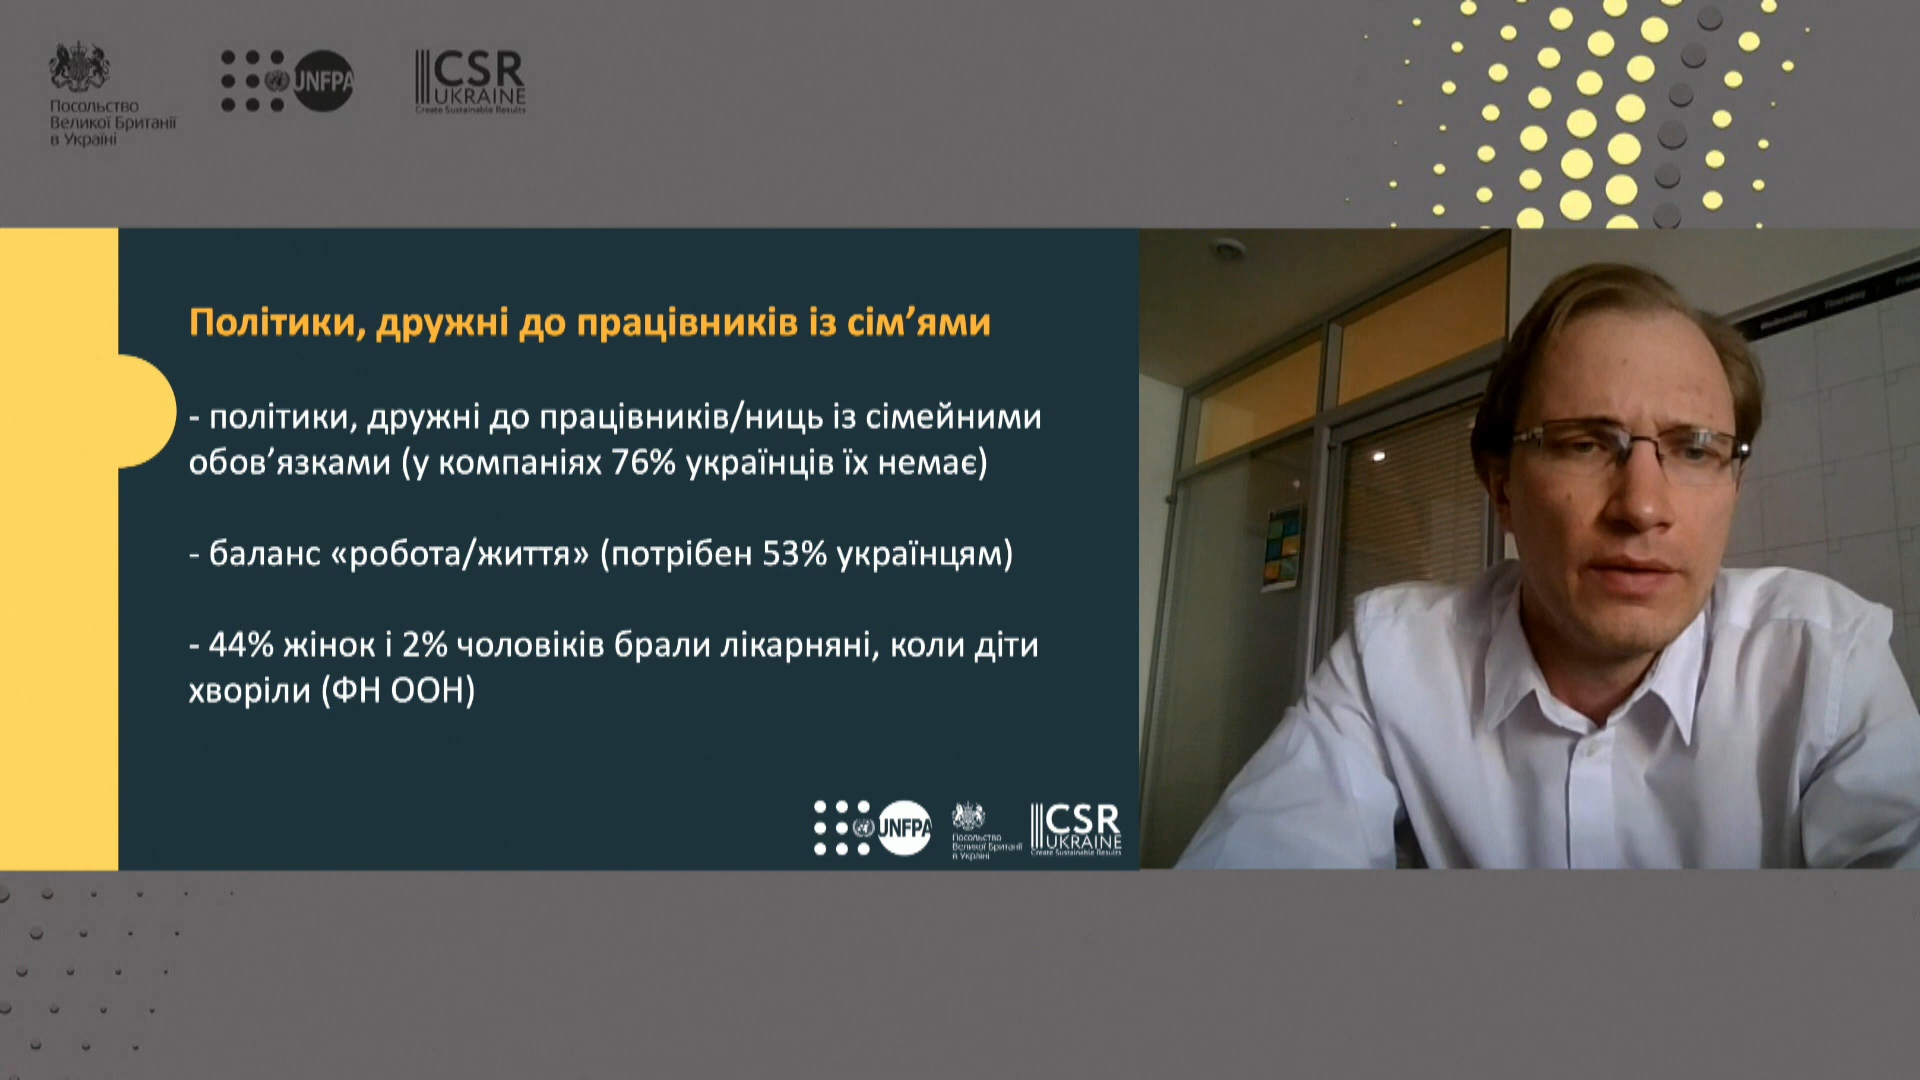 Посольство
Великої Британії
в Україні
UNFPA
CSR
UKRAINE
Create Sustainable Results
Політики, дружні до працівників із сім’ями
- політики, дружні до працівників/ниць із сімейними
обов’язками (у компаніях 76% українців їх немає)
- баланс «робота/життя» (потрібен 53% українцям)
- 44% жінок і 2% чоловіків брали лікарняні, коли діти
хворіли (ФН ООН)
UNFPA
Посольство
Великої Британії
в Україні
CSR
UKRAINE
Create Sustainable Results
Wednesday
Thursday